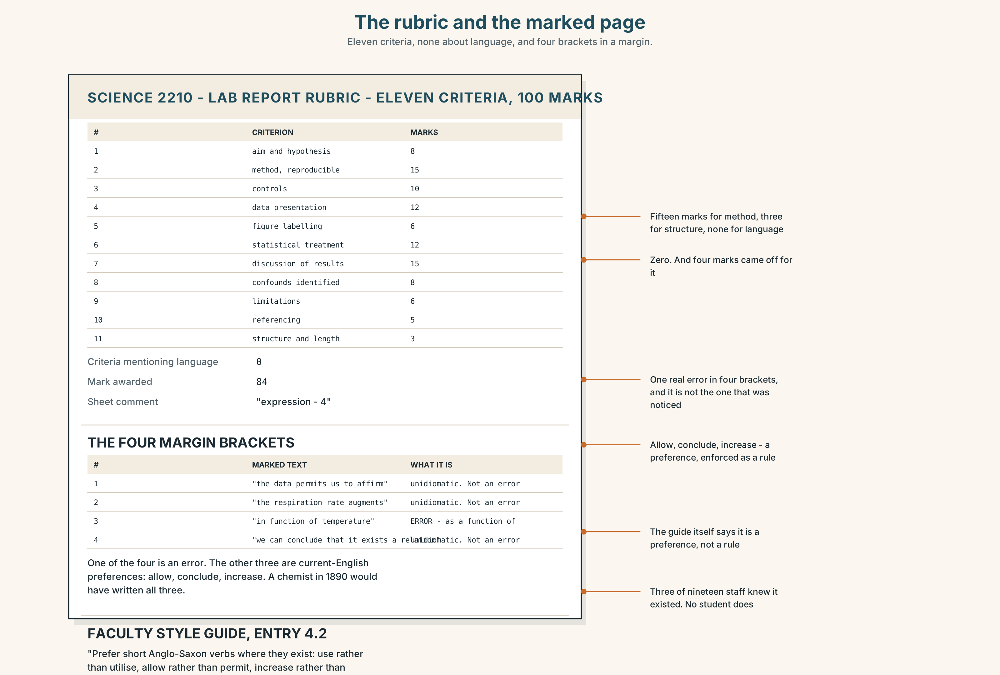 The rubric and the marked page
Eleven criteria, none about language, and four brackets in a margin.
SCIENCE 2210 - LAB REPORT RUBRIC - ELEVEN CRITERIA, 100 MARKS
# CRITERION MARKS
1 aim and hypothesis 8
2 method, reproducible 15
3 controls 10
4 data presentation 12
5 figure labelling 6
6 statistical treatment 12
7 discussion of results 15
8 confounds identified 8
9 limitations 6
10 referencing 5
11 structure and length 3
Criteria mentioning language 0
Mark awarded 84
Sheet comment "expression - 4"
THE FOUR MARGIN BRACKETS
# MARKED TEXT WHAT IT IS
1 "the data permits us to affirm" unidiomatic. Not an error
2 "the respiration rate augments" unidiomatic. Not an error
3 "in function of temperature" ERROR - as a function of
4 "we can conclude that it exists a relation" unidiomatic. Not an error
One of the four is an error. The other three are current-English
preferences: allow, conclude, increase. A chemist in 1890 would
have written all three.
FACULTY STYLE GUIDE, ENTRY 4.2
"Prefer short Anglo-Saxon verbs where they exist: use rather
than utilise, allow rather than permit, increase rather than
Fifteen marks for method, three
for structure, none for language
Zero. And four marks came off for
it
One real error in four brackets,
and it is not the one that was
noticed
Allow, conclude, increase - a
preference, enforced as a rule
The guide itself says it is a
preference, not a rule
Three of nineteen staff knew it
existed. No student does